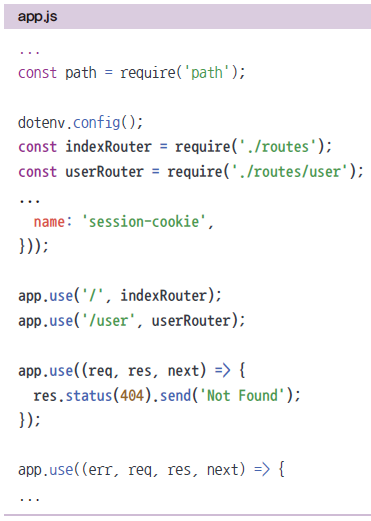 app.js
...
const path = require('path');
dotenv.config();
const indexRouter = require('./routes');
const userRouter = require('./routes/user');
...
name: 'session-cookie',
}));
app.use('/', indexRouter);
app.use('/user', userRouter);
app.use((req, res, next) => {
res.status(404).send('Not Found');
});
app.use((err, req, res, next) => {
...